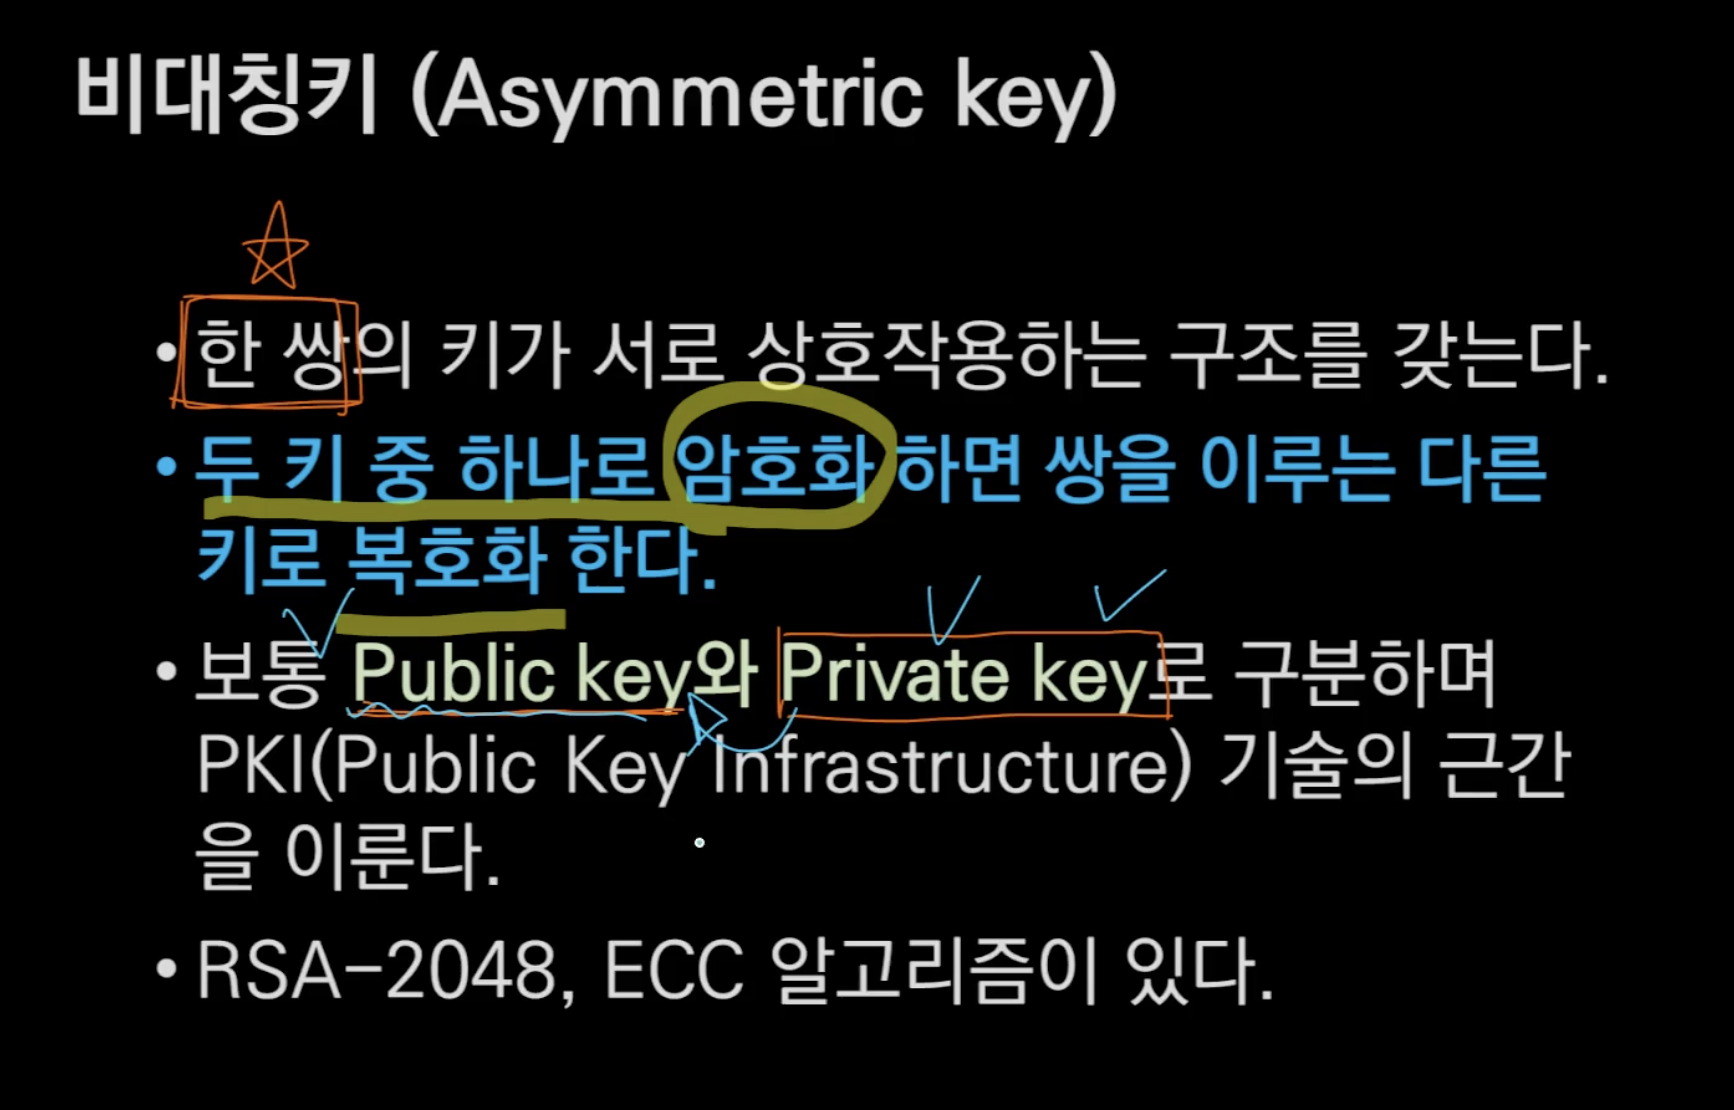 비대칭키 (Asymmetric key)
• 한 쌍의 키가 서로 상호작용하는 구조를 갖는다.
• 두 키 중 하나로 암호화 하면 쌍을 이루는 다른
키로 복호화 한다.
• 보통 Public key와 Private key로 구분하며
PKI(Public Key Infrastructure) 기술의 근간
을 이룬다.
• RSA-2048, ECC 알고리즘이 있다.